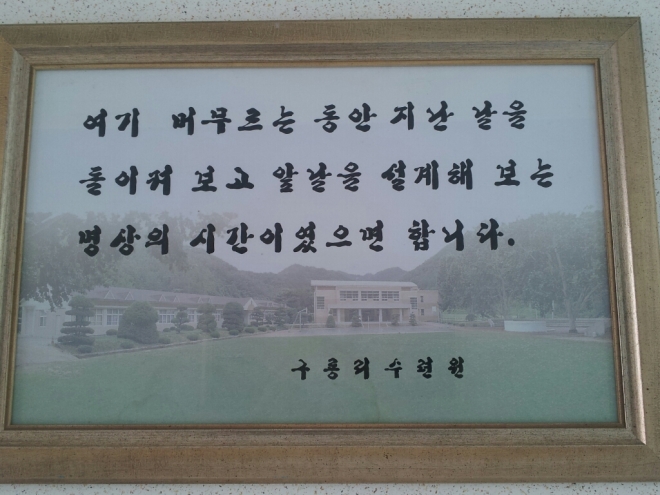 여기 머무르는 동안 지난 날을
돌이켜 보고 앞날을 설계해 보는
명상의 시간이었으면 합니다.
구룡리수련원